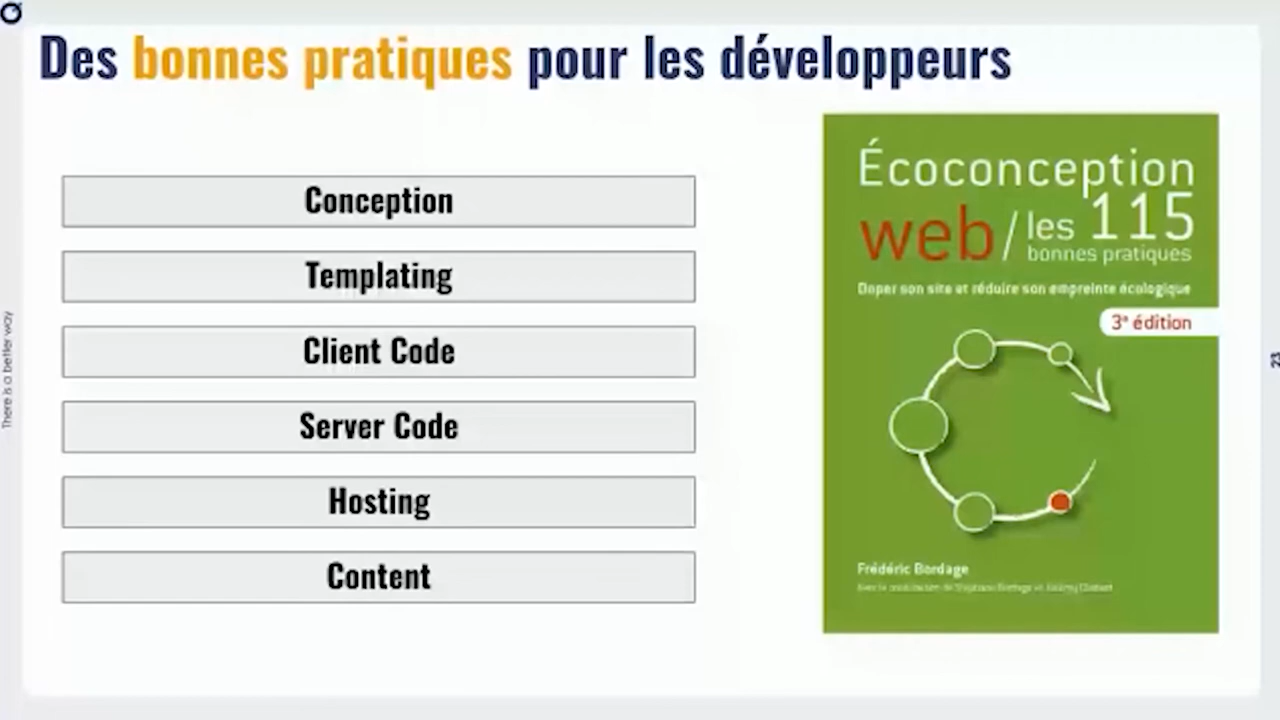 Des bonnes pratiques pour les développeurs
Conception
Templating
Client Code
Server Code
Hosting
Content
Écoconception
web / les 115
bonnes pratiques
Doper son site et réduire son empreinte écologique
3e édition
Frédéric Bordage
There is a better way
23